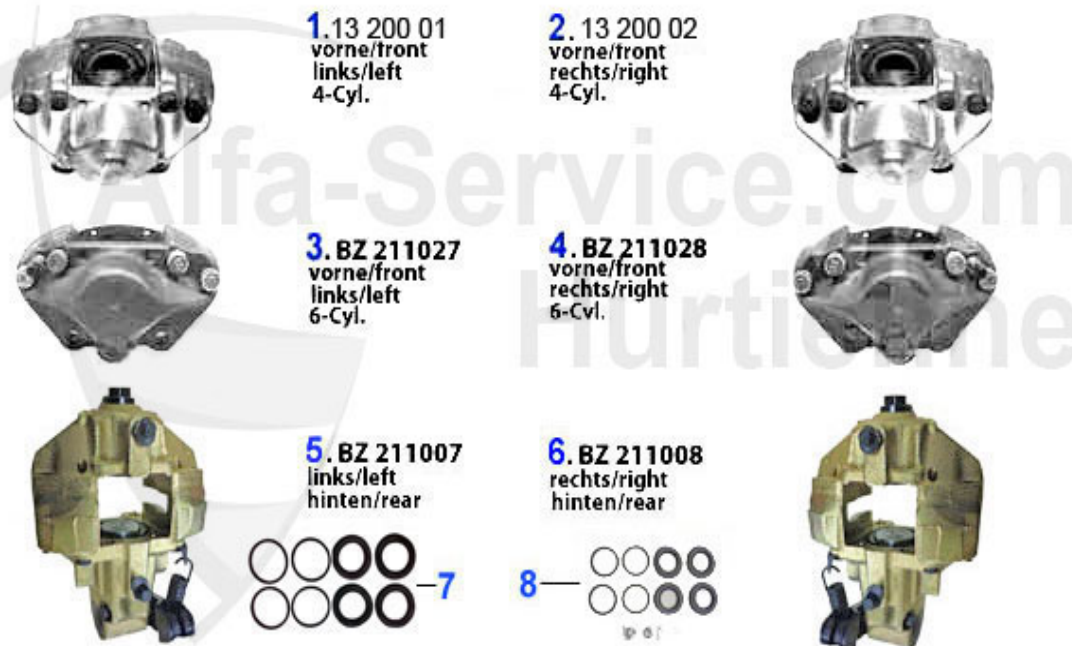 1.13 200 01
vorne/front
links/left
4-Cyl.
2. 13 200 02
vorne/front
rechts/right
4-Cyl.
Alfa-Service.com
3. BZ 211027
vorne/front
links/left
6-Cyl.
4. BZ 211028
vorne/front
rechts/right
6-Cyl.
Hurtienne
5. BZ 211007
links/left
hinten/rear
6. BZ 211008
rechts/right
hinten/rear
7
8